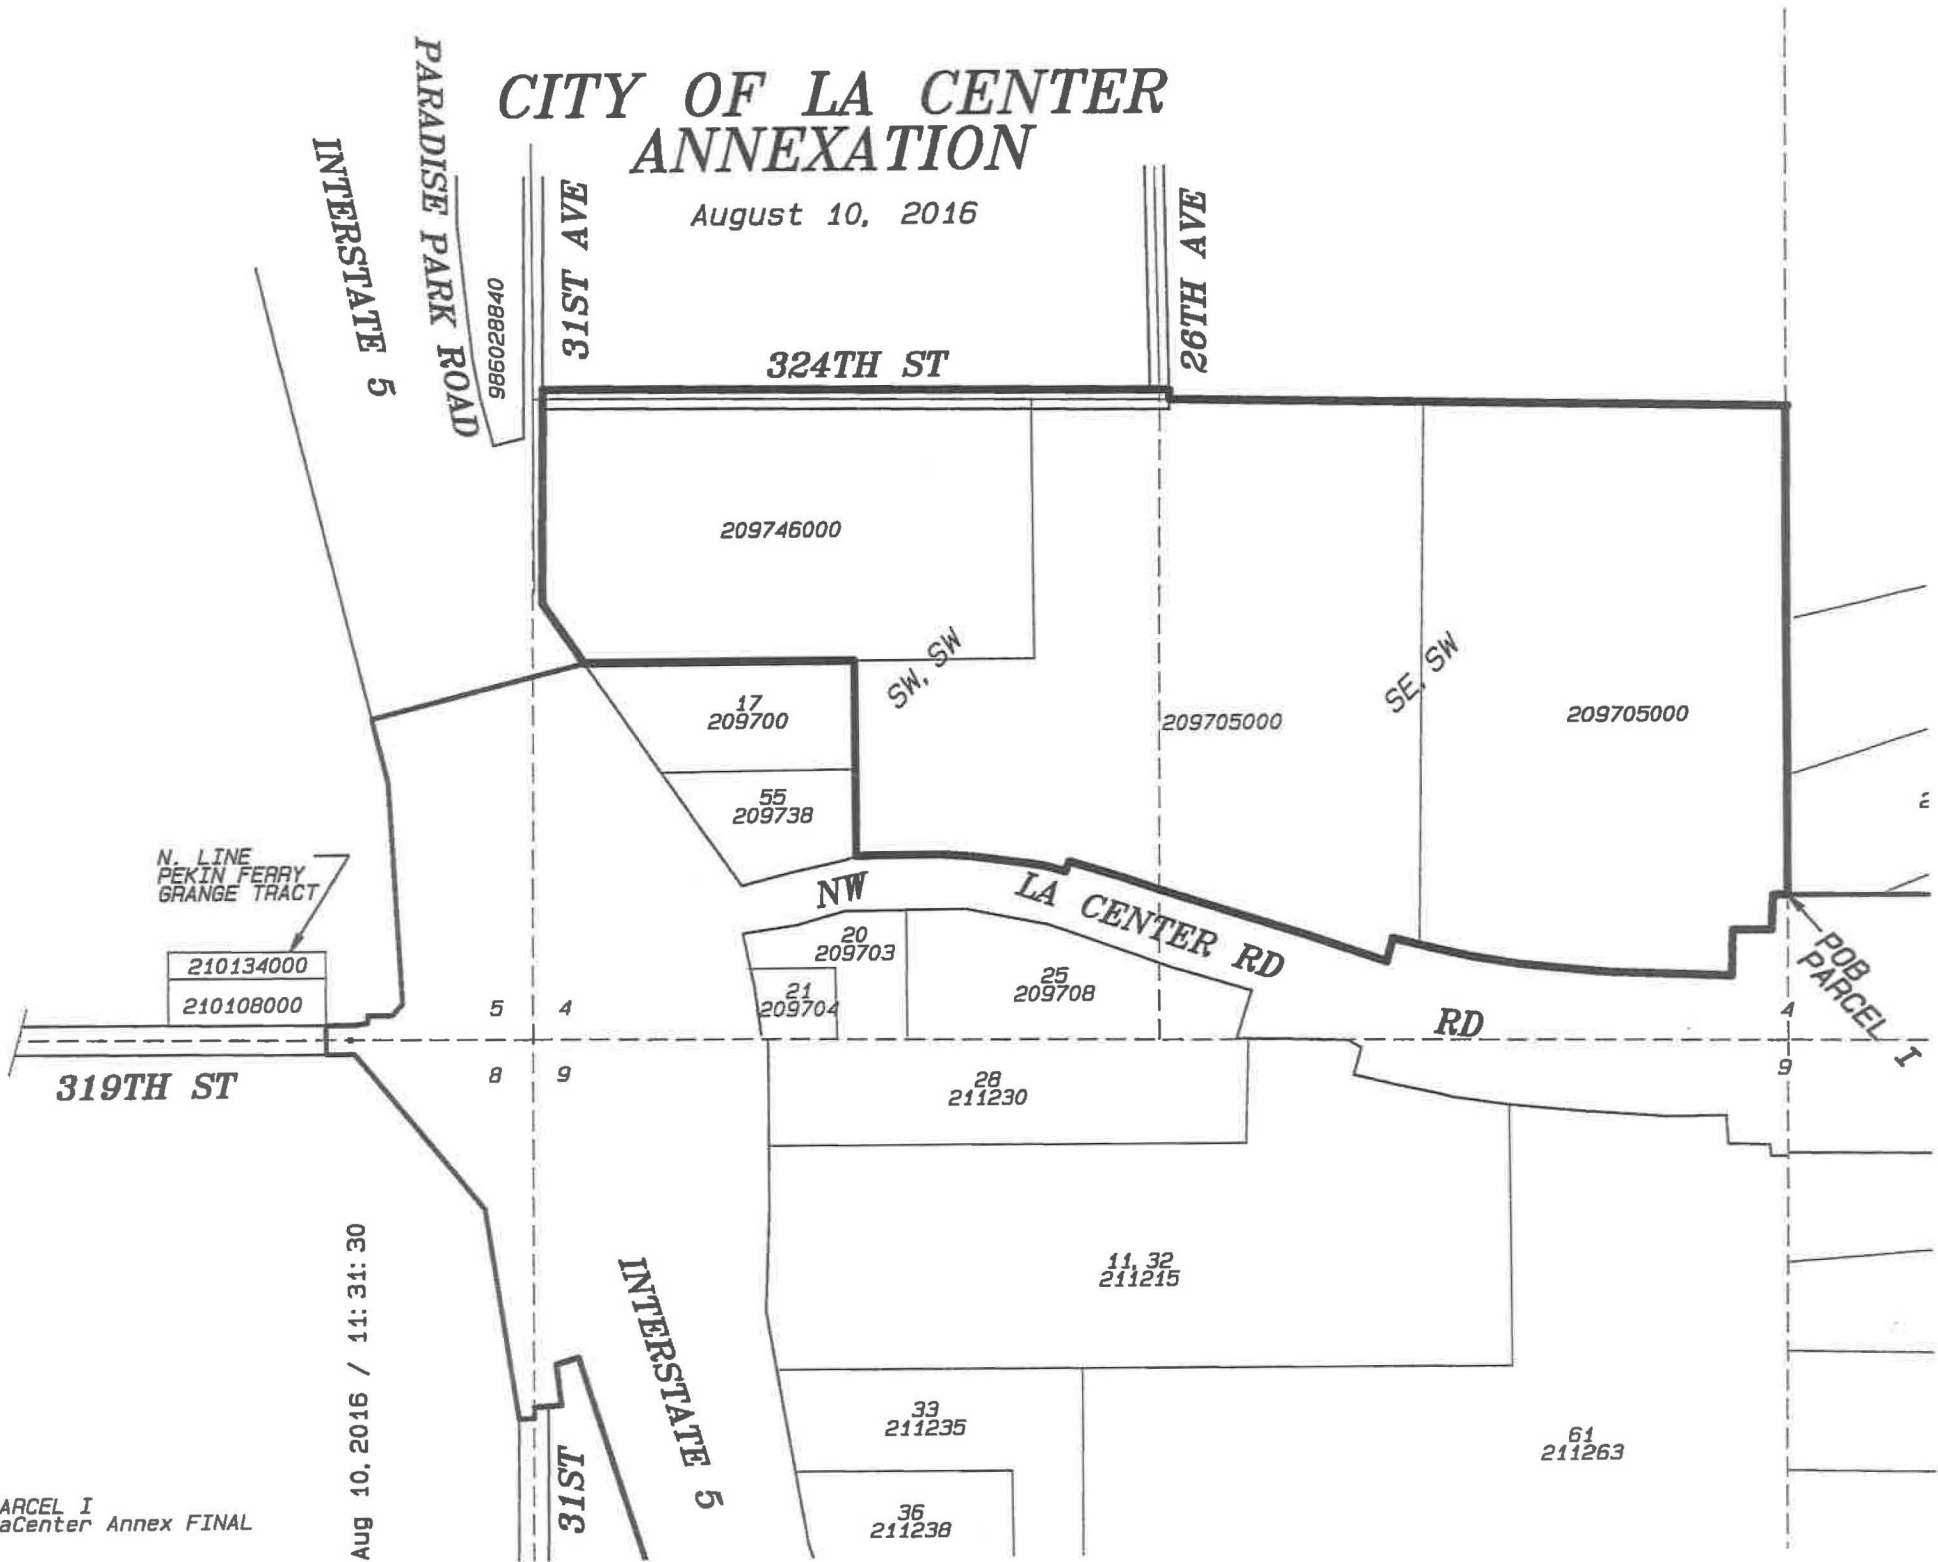 CITY OF LA CENTER
ANNEXATION
August 10, 2016
PARADISE PARK ROAD
INTERSTATE 5
986028840
31ST AVE
26TH AVE
324TH ST
209746000
SW, SW
SE, SW
17
209700
209705000
209705000
55
209738
2
N. LINE
PEKIN FERRY
GRANGE TRACT
NW LA CENTER RD
20
209703
25
209708
21
209704
210134000
210108000
5 4
RD
POB
PARCEL I
4
319TH ST
8 9
9
28
211230
11, 32
211215
Aug 10, 2016 / 11:31:30
INTERSTATE 5
33
211235
61
211263
31ST
36
211238
ARCEL I
aCenter Annex FINAL